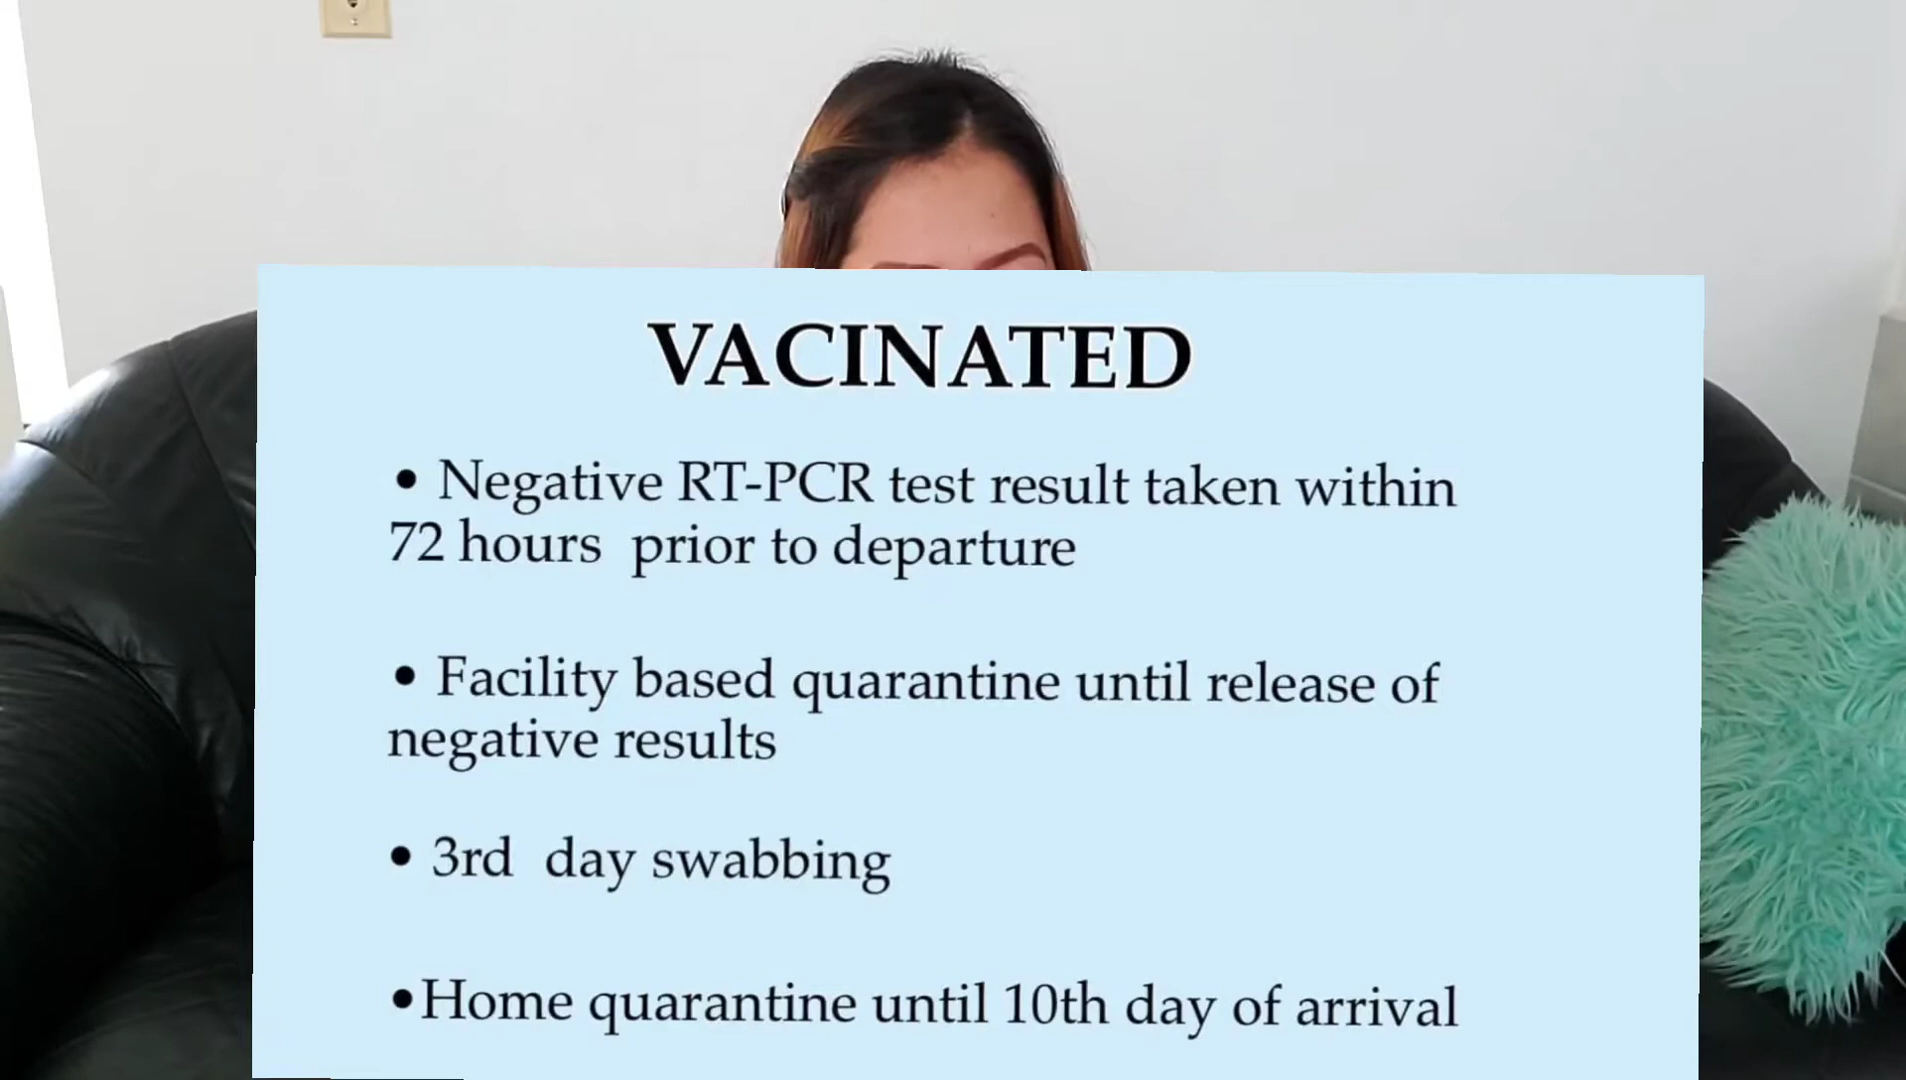 VACINATED
• Negative RT-PCR test result taken within
72 hours prior to departure
• Facility based quarantine until release of
negative results
• 3rd day swabbing
•Home quarantine until 10th day of arrival